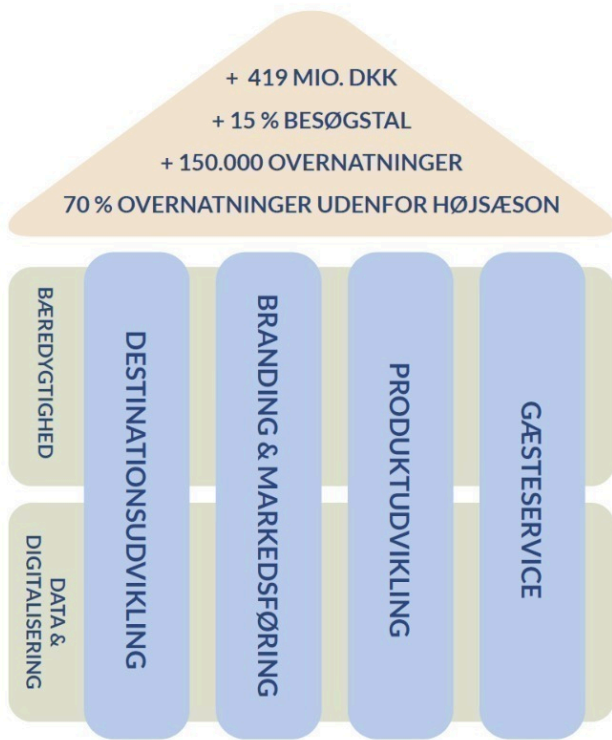 + 419 MIO. DKK
+ 15 % BESØGSTAL
+ 150.000 OVERNATNINGER
70 % OVERNATNINGER UDENFOR HØJSÆSON
BÆREDYGTIGHED
DATA &
DIGITALISERING
DESTINATIONSUDVIKLING
BRANDING & MARKEDSFØRING
PRODUKTUDVIKLING
GÆSTESERVICE